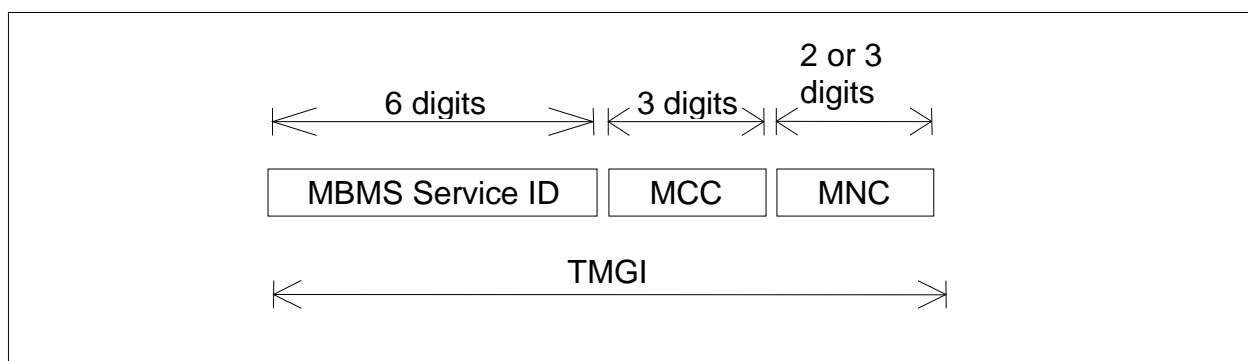 2 or 3
digits
6 digits
3 digits
MBMS Service ID
MCC
MNC
TMGI